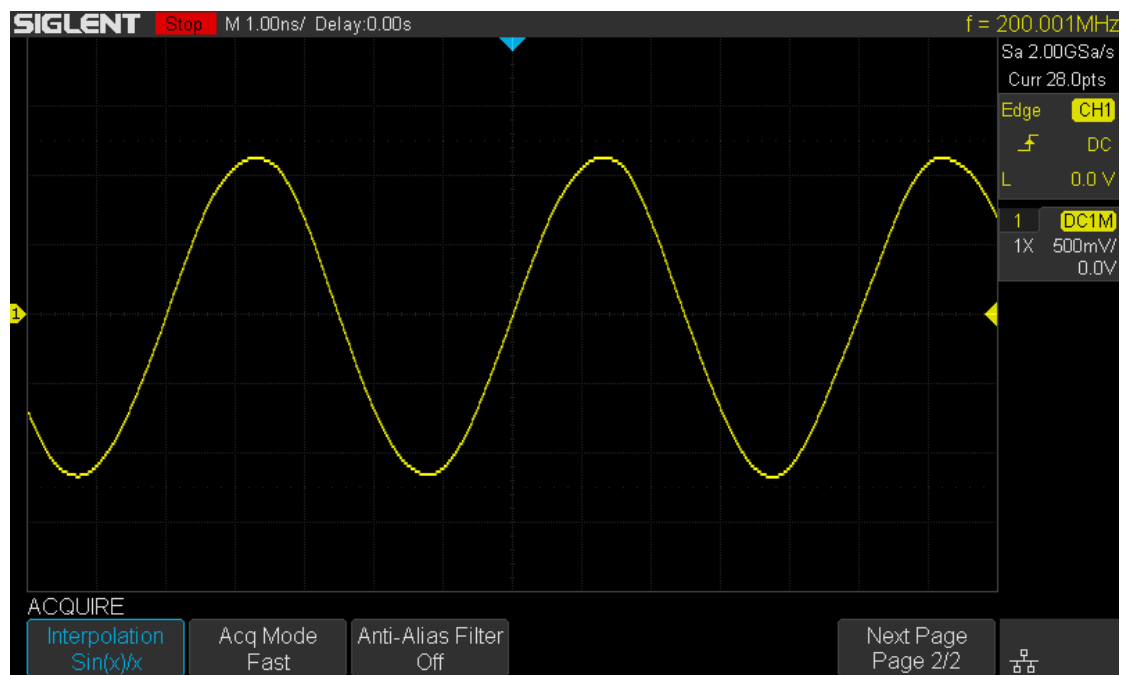 SIGLENT Stop M 1.00ns/ Delay:0.00s f = 200.001MHz
Sa 2.00GSa/s
Curr 28.0pts
Edge CH1
DC
L 0.0 V
1 DC1M
1X 500mV/
0.0V
1
ACQUIRE
Interpolation Acq Mode Anti-Alias Filter Next Page
Sin(x)/x Fast Off Page 2/2